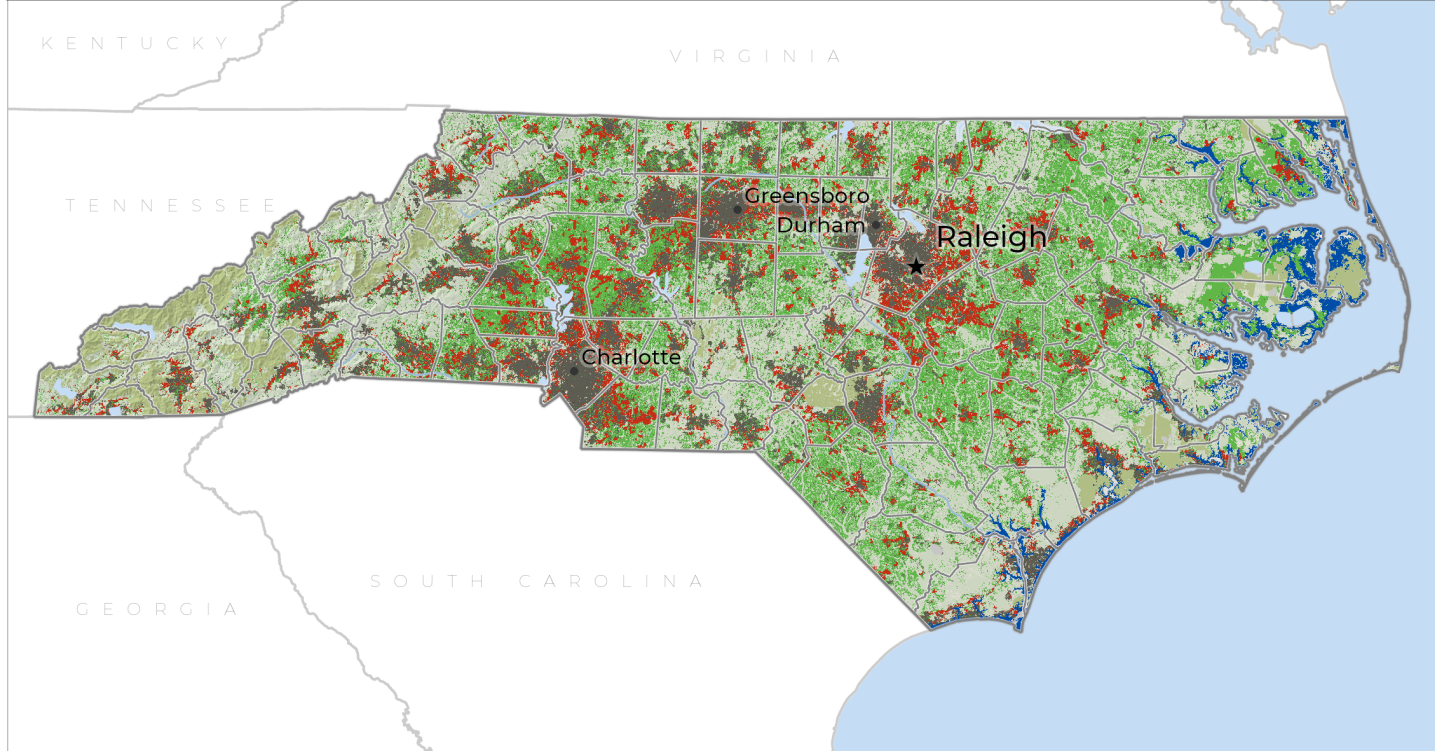 KENTUCKY
VIRGINIA
TENNESSEE
Greensboro
Durham
Raleigh
Charlotte
SOUTH CAROLINA
GEORGIA